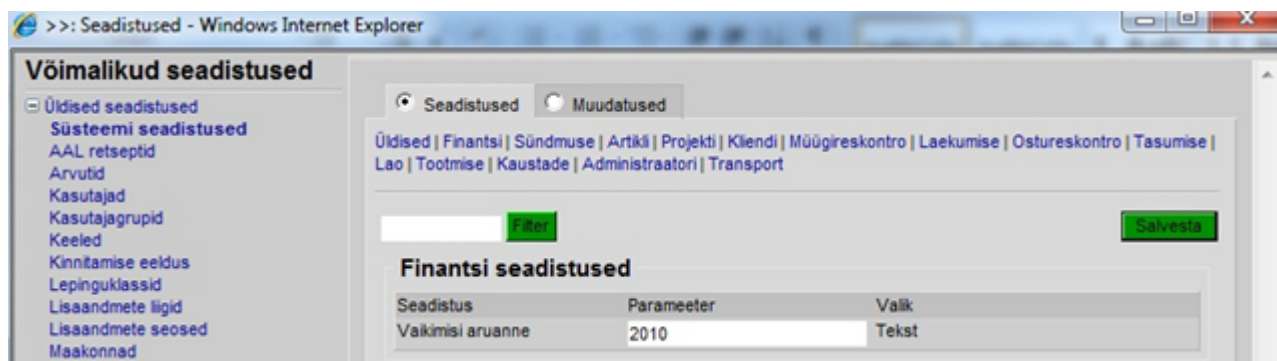 >>: Seadistused - Windows Internet Explorer
Võimalikud seadistused
Üldised seadistused
Süsteemi seadistused
AAL retseptid
Arvutid
Kasutajad
Kasutajagrupid
Keeled
Kinnitamise eeldus
Lepinguklassid
Lisaandmete liigid
Lisaandmete seosed
Maakonnad
Seadistused Muudatused
Üldised | Finantsi | Sündmuse | Artikli | Projekti | Kliendi | Müügireskontro | Laekumise | Ostureskontro | Tasumise |
Lao | Tootmise | Kaustade | Administraatori | Transport
Filter Salvesta
Finantsi seadistused
Seadistus Parameeter Valik
Vaikimisi aruanne 2010 Tekst